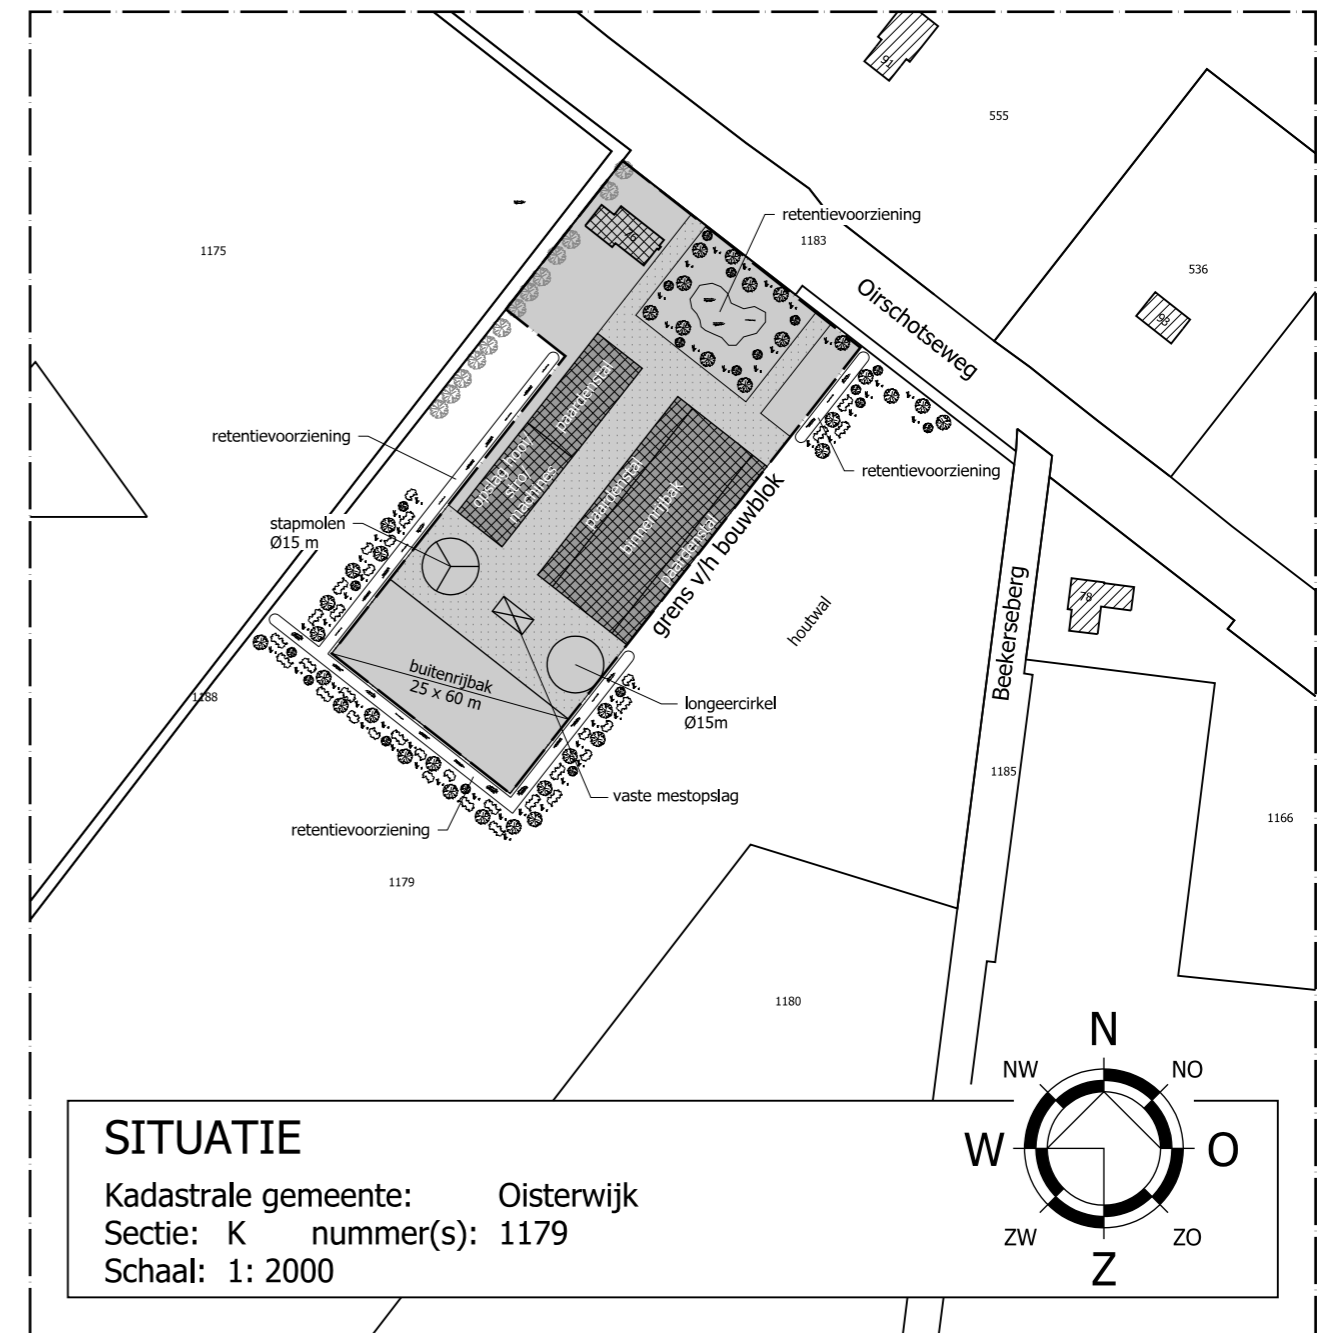 91
555
retentievoorziening
1183
1175
536
Oirschotseweg
93
paardenstal
retentievoorziening
opslag hooi/
stro/
machines
paardenstal
binnenrijbak
paardenstal
retentievoorziening
grens v/h bouwblok
stapmolen
Ø15 m
houtwal
Beekerseberg
78
buitenrijbak
25 x 60 m
1188
longeercirkel
Ø15m
1185
vaste mestopslag
1166
retentievoorziening
1179
1180
N
NW
NO
W
O
ZW
ZO
Z
SITUATIE
Kadastrale gemeente: Oisterwijk
Sectie: K nummer(s): 1179
Schaal: 1: 2000